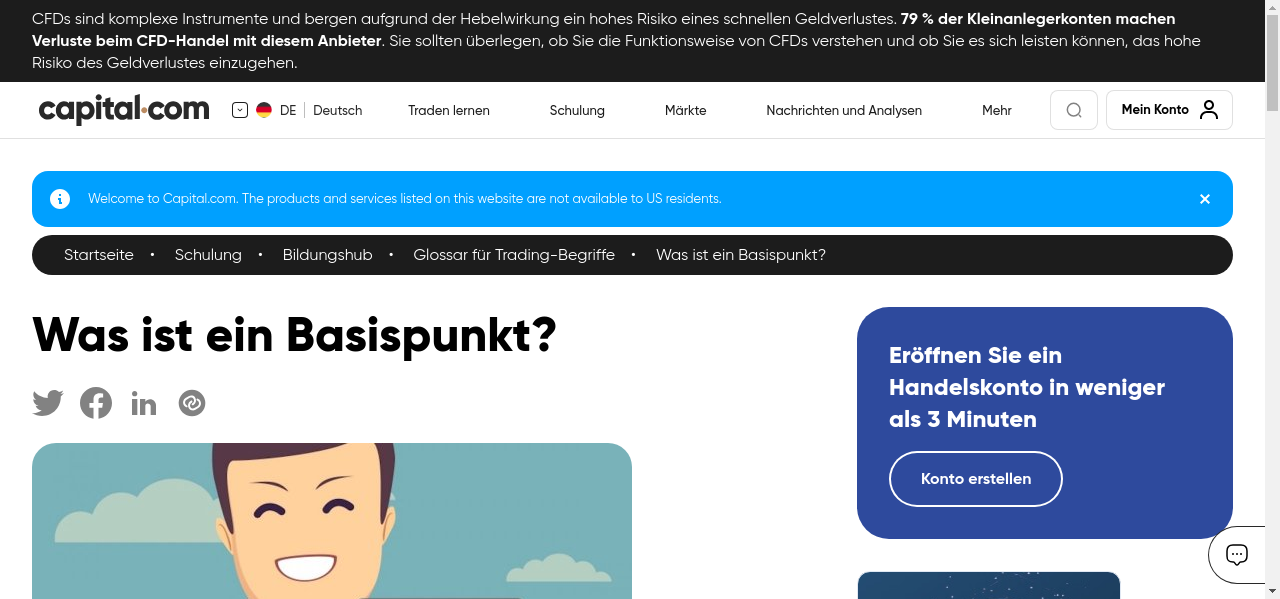 CFDs sind komplexe Instrumente und bergen aufgrund der Hebelwirkung ein hohes Risiko eines schnellen Geldverlustes. 79 % der Kleinanlegerkonten machen
Verluste beim CFD-Handel mit diesem Anbieter. Sie sollten überlegen, ob Sie die Funktionsweise von CFDs verstehen und ob Sie es sich leisten können, das hohe
Risiko des Geldverlustes einzugehen.
capital.com
DE
Deutsch
Traden lernen
Schulung
Märkte
Nachrichten und Analysen
Mehr
Mein Konto
Welcome to Capital.com. The products and services listed on this website are not available to US residents.
Startseite • Schulung • Bildungshub • Glossar für Trading-Begriffe • Was ist ein Basispunkt?
Was ist ein Basispunkt?
Eröffnen Sie ein
Handelskonto in weniger
als 3 Minuten
Konto erstellen